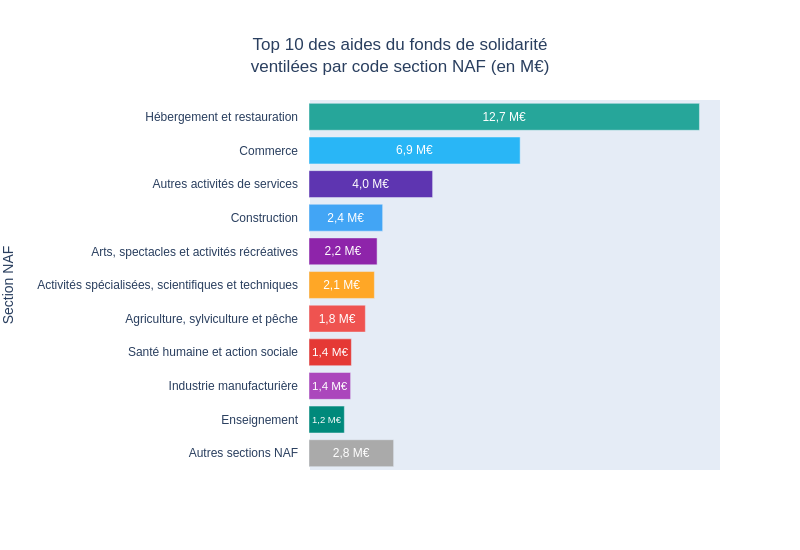 Top 10 des aides du fonds de solidarité
ventilées par code section NAF (en M€)
Section NAF
Hébergement et restauration 12,7 M€
Commerce 6,9 M€
Autres activités de services 4,0 M€
Construction 2,4 M€
Arts, spectacles et activités récréatives 2,2 M€
Activités spécialisées, scientifiques et techniques 2,1 M€
Agriculture, sylviculture et pêche 1,8 M€
Santé humaine et action sociale 1,4 M€
Industrie manufacturière 1,4 M€
Enseignement 1,2 M€
Autres sections NAF 2,8 M€